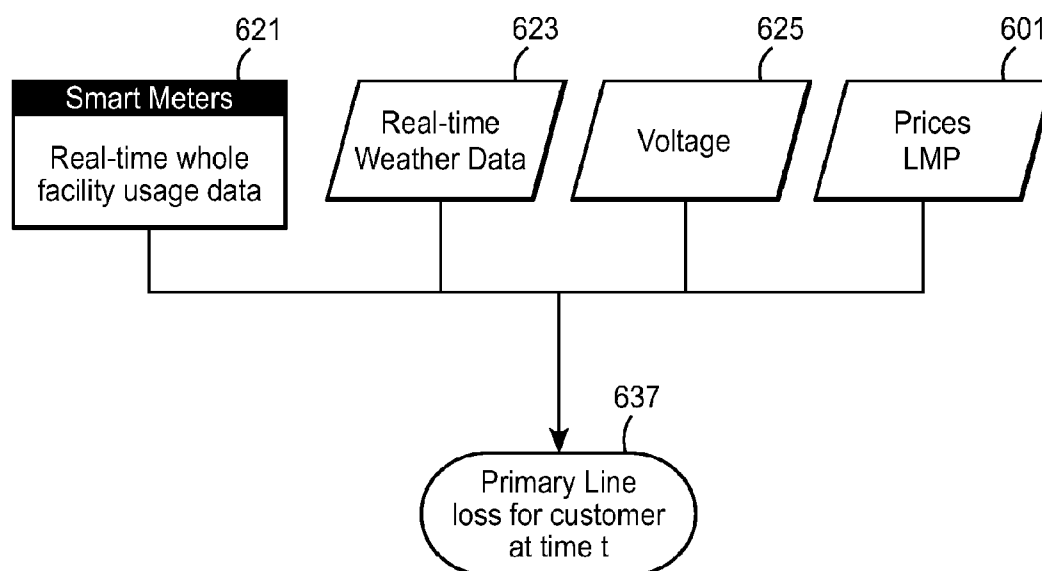 621
623
625
601
Smart Meters
Real-time whole
facility usage data
Real-time
Weather Data
Voltage
Prices
LMP
637
Primary Line
loss for customer
at time t